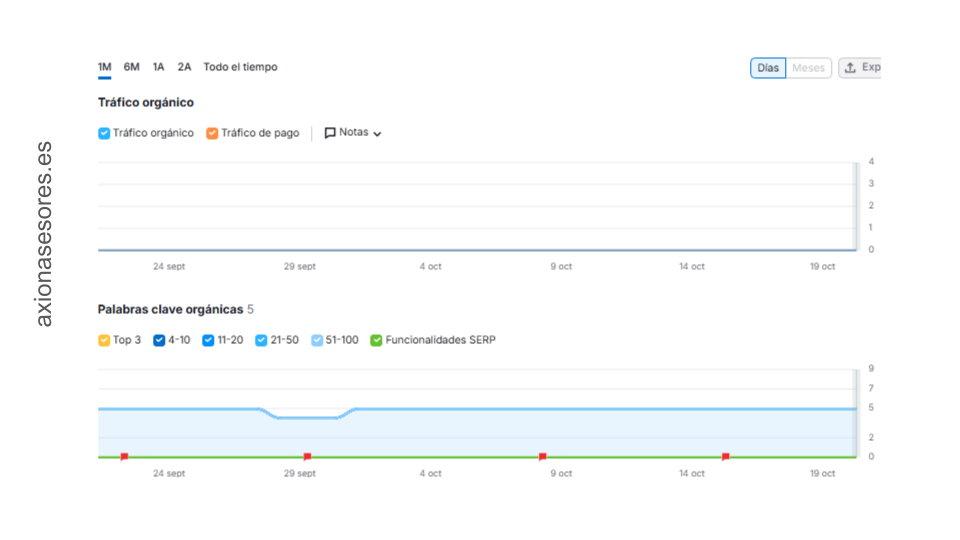 1M 6M 1A 2A Todo el tiempo Días Meses Exp
Tráfico orgánico
Tráfico orgánico Tráfico de pago Notas
4
3
2
1
0
24 sept 29 sept 4 oct 9 oct 14 oct 19 oct
axionasesores.es
Palabras clave orgánicas 5
Top 3 4-10 11-20 21-50 51-100 Funcionalidades SERP
9
7
5
2
0
24 sept 29 sept 4 oct 9 oct 14 oct 19 oct